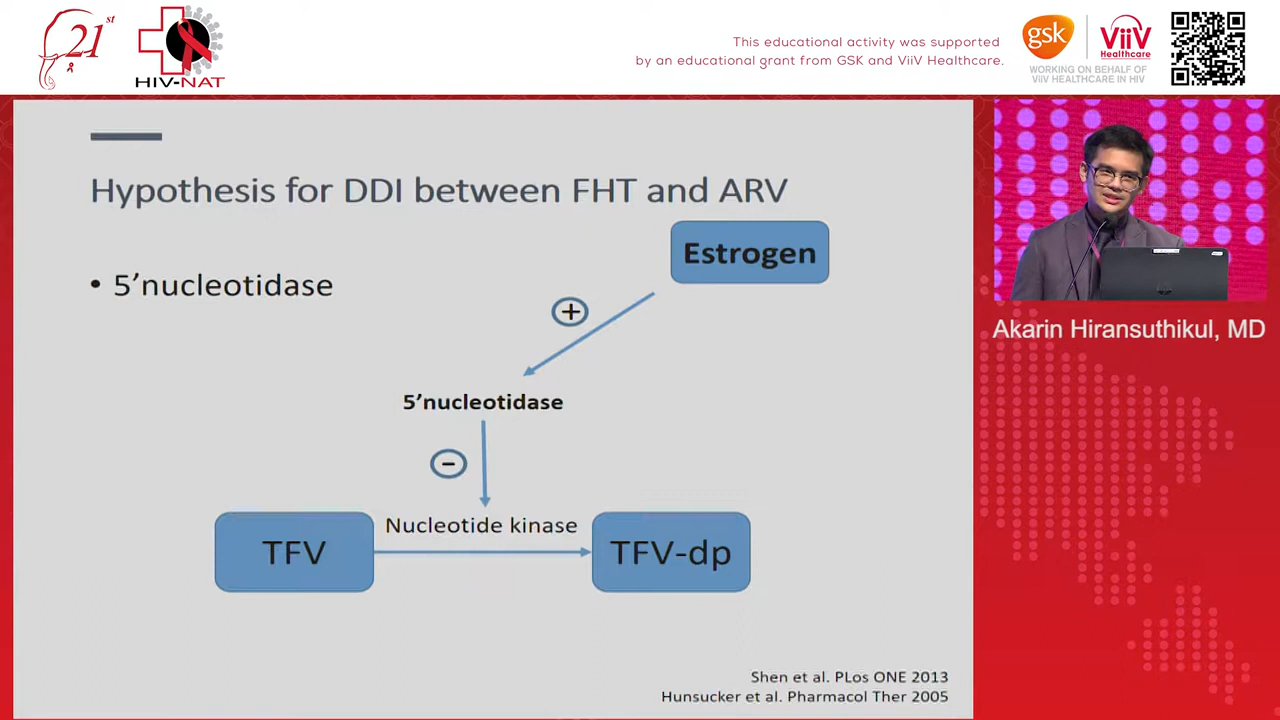 21st
HIV-NAT
This educational activity was supported
by an educational grant from GSK and ViiV Healthcare.
gsk
ViiV
Healthcare
WORKING ON BEHALF OF
ViiV HEALTHCARE IN HIV
Hypothesis for DDI between FHT and ARV
• 5’nucleotidase
Estrogen
+
5’nucleotidase
−
Nucleotide kinase
TFV
TFV-dp
Shen et al. PLos ONE 2013
Hunsucker et al. Pharmacol Ther 2005
Akarin Hiransuthikul, MD